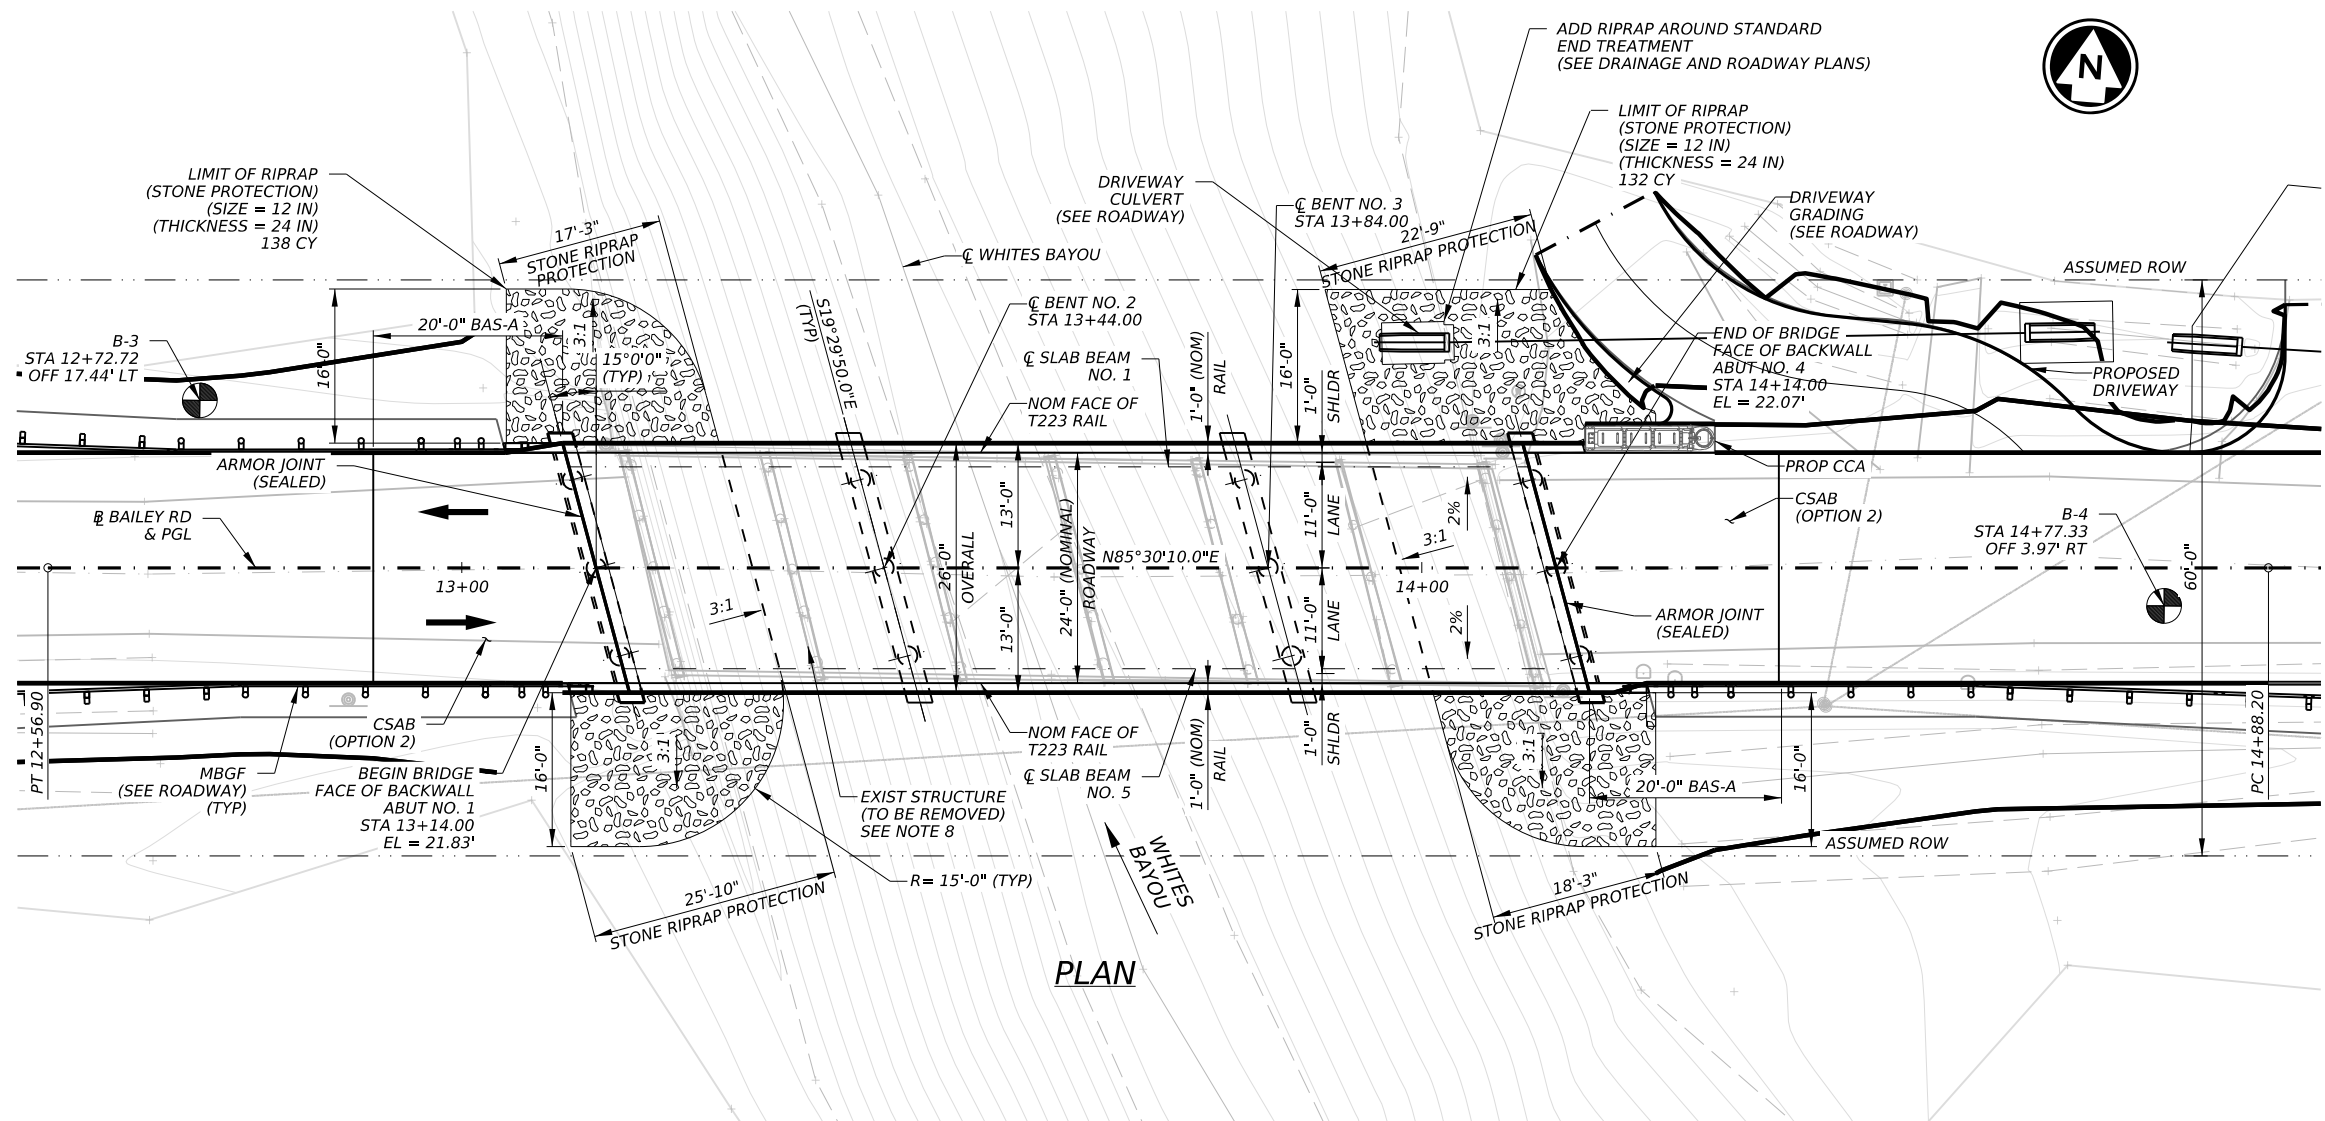 ADD RIPRAP AROUND STANDARD
END TREATMENT
(SEE DRAINAGE AND ROADWAY PLANS)
N
LIMIT OF RIPRAP
(STONE PROTECTION)
(SIZE = 12 IN)
(THICKNESS = 24 IN)
132 CY
LIMIT OF RIPRAP
(STONE PROTECTION)
(SIZE = 12 IN)
(THICKNESS = 24 IN)
138 CY
17'-3"
STONE RIPRAP
PROTECTION
DRIVEWAY
CULVERT
(SEE ROADWAY)
℄ BENT NO. 3
STA 13+84.00
22'-9"
STONE RIPRAP PROTECTION
DRIVEWAY
GRADING
(SEE ROADWAY)
℄ WHITES BAYOU
ASSUMED ROW
S19°29'50.0"E
(TYP)
℄ BENT NO. 2
STA 13+44.00
20'-0" BAS-A
3:1
15°0'0"
(TYP)
16'-0"
B-3
STA 12+72.72
OFF 17.44' LT
℄ SLAB BEAM
NO. 1
NOM FACE OF
T223 RAIL
1'-0" (NOM)
RAIL
16'-0"
1'-0"
SHLDR
3:1
END OF BRIDGE
FACE OF BACKWALL
ABUT NO. 4
STA 14+14.00
EL = 22.07'
PROPOSED
DRIVEWAY
ARMOR JOINT
(SEALED)
PROP CCA
CSAB
(OPTION 2)
B-4
STA 14+77.33
OFF 3.97' RT
60'-0"
B̲L BAILEY RD
& PGL
13'-0"
26'-0"
OVERALL
24'-0" (NOMINAL)
ROADWAY
N85°30'10.0"E
11'-0"
LANE
2%
3:1
13+00
14+00
3:1
13'-0"
11'-0"
LANE
2%
ARMOR JOINT
(SEALED)
PT 12+56.90
PC 14+88.20
CSAB
(OPTION 2)
MBGF
(SEE ROADWAY)
(TYP)
BEGIN BRIDGE
FACE OF BACKWALL
ABUT NO. 1
STA 13+14.00
EL = 21.83'
16'-0"
3:1
NOM FACE OF
T223 RAIL
℄ SLAB BEAM
NO. 5
1'-0" (NOM)
RAIL
1'-0"
SHLDR
3:1
20'-0" BAS-A
16'-0"
EXIST STRUCTURE
(TO BE REMOVED)
SEE NOTE 8
ASSUMED ROW
WHITES
BAYOU
R= 15'-0" (TYP)
25'-10"
STONE RIPRAP PROTECTION
18'-3"
STONE RIPRAP PROTECTION
PLAN